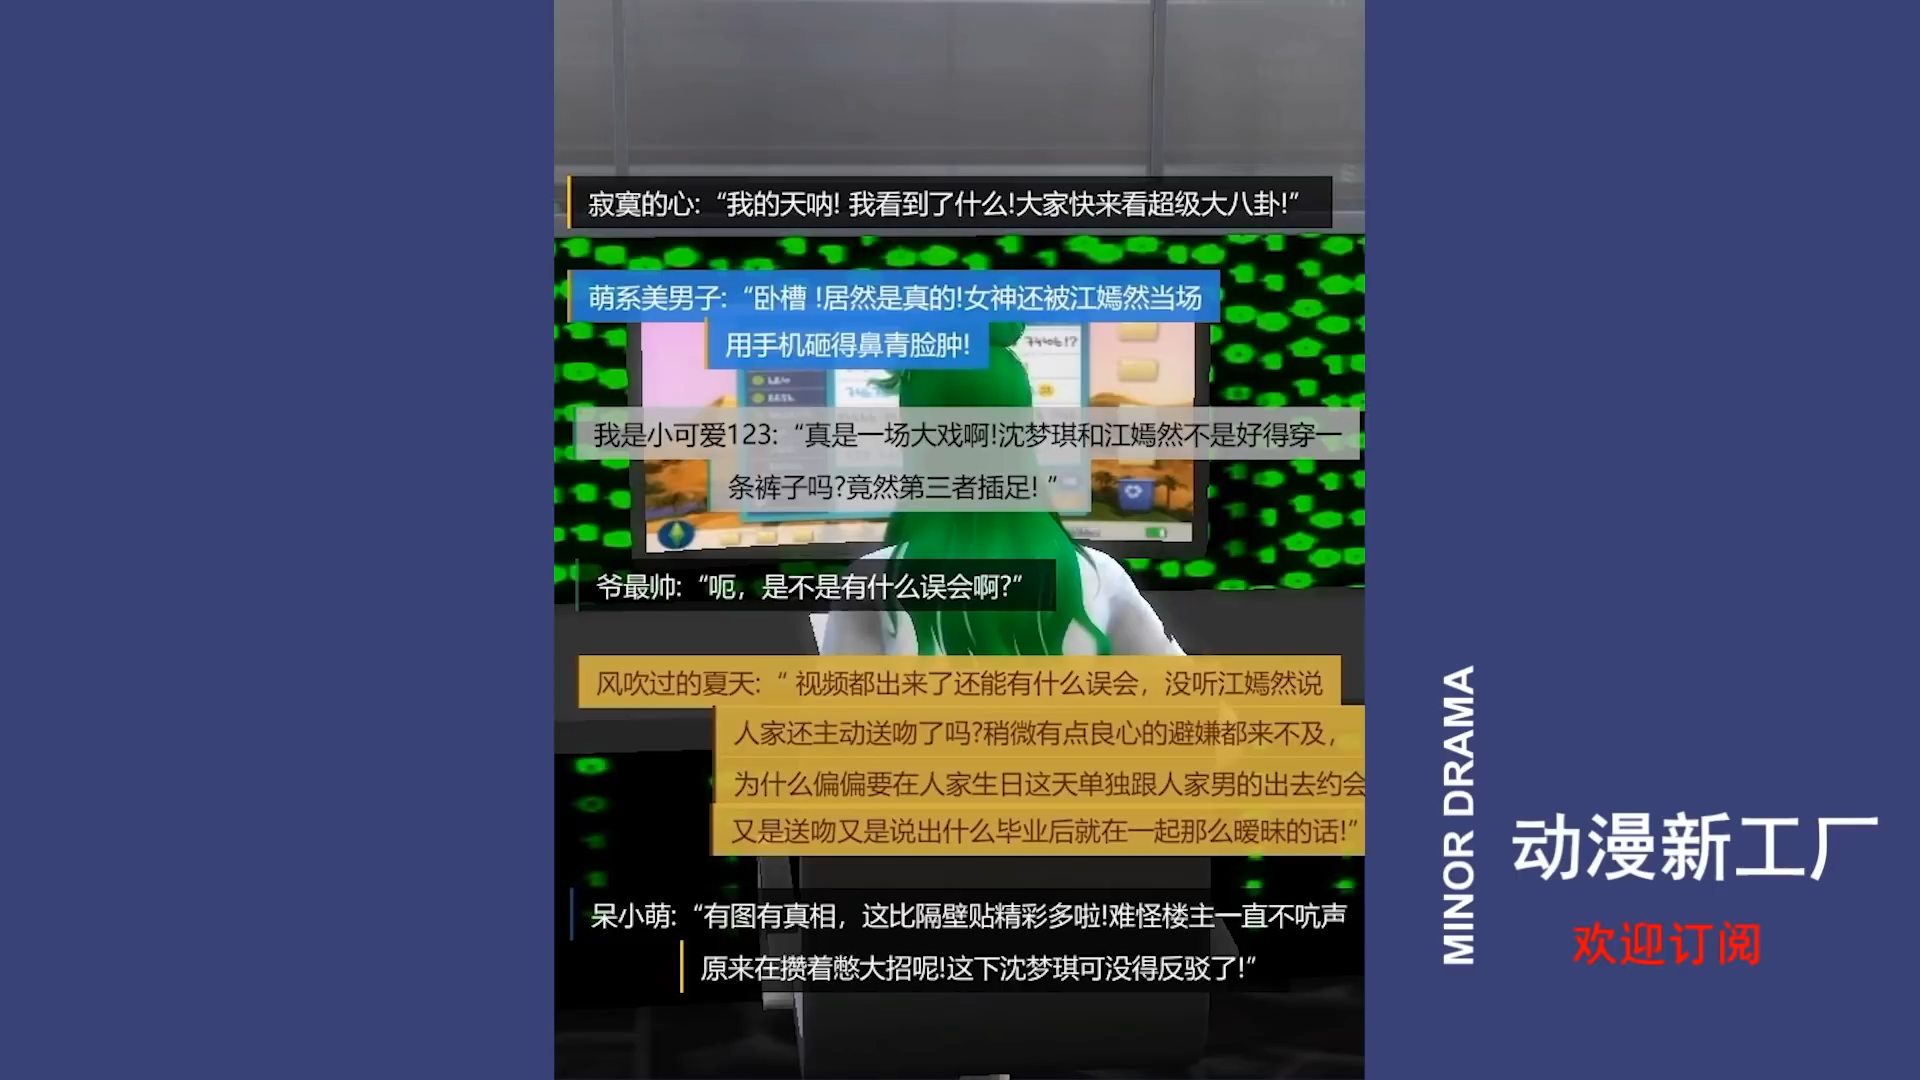 寂寞的心:“我的天呐! 我看到了什么!大家快来看超级大八卦!”
萌系美男子:“卧槽 !居然是真的!女神还被江嫣然当场
用手机砸得鼻青脸肿!
我是小可爱123:“真是一场大戏啊!沈梦琪和江嫣然不是好得穿一
条裤子吗?竟然第三者插足! ”
爷最帅:“呃，是不是有什么误会啊?”
风吹过的夏天:“ 视频都出来了还能有什么误会，没听江嫣然说
人家还主动送吻了吗?稍微有点良心的避嫌都来不及，
为什么偏偏要在人家生日这天单独跟人家男的出去约会
又是送吻又是说出什么毕业后就在一起那么暧昧的话!”
呆小萌:“有图有真相，这比隔壁贴精彩多啦!难怪楼主一直不吭声
原来在攒着憋大招呢!这下沈梦琪可没得反驳了!”
MINOR DRAMA
动漫新工厂
欢迎订阅